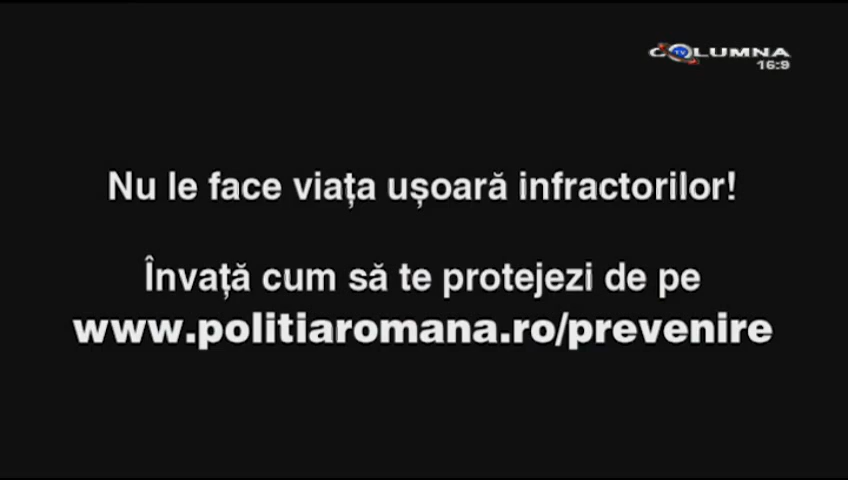 COLUMNA
TV
16:9
Nu le face viața ușoară infractorilor!
Învață cum să te protejezi de pe
www.politiaromana.ro/prevenire